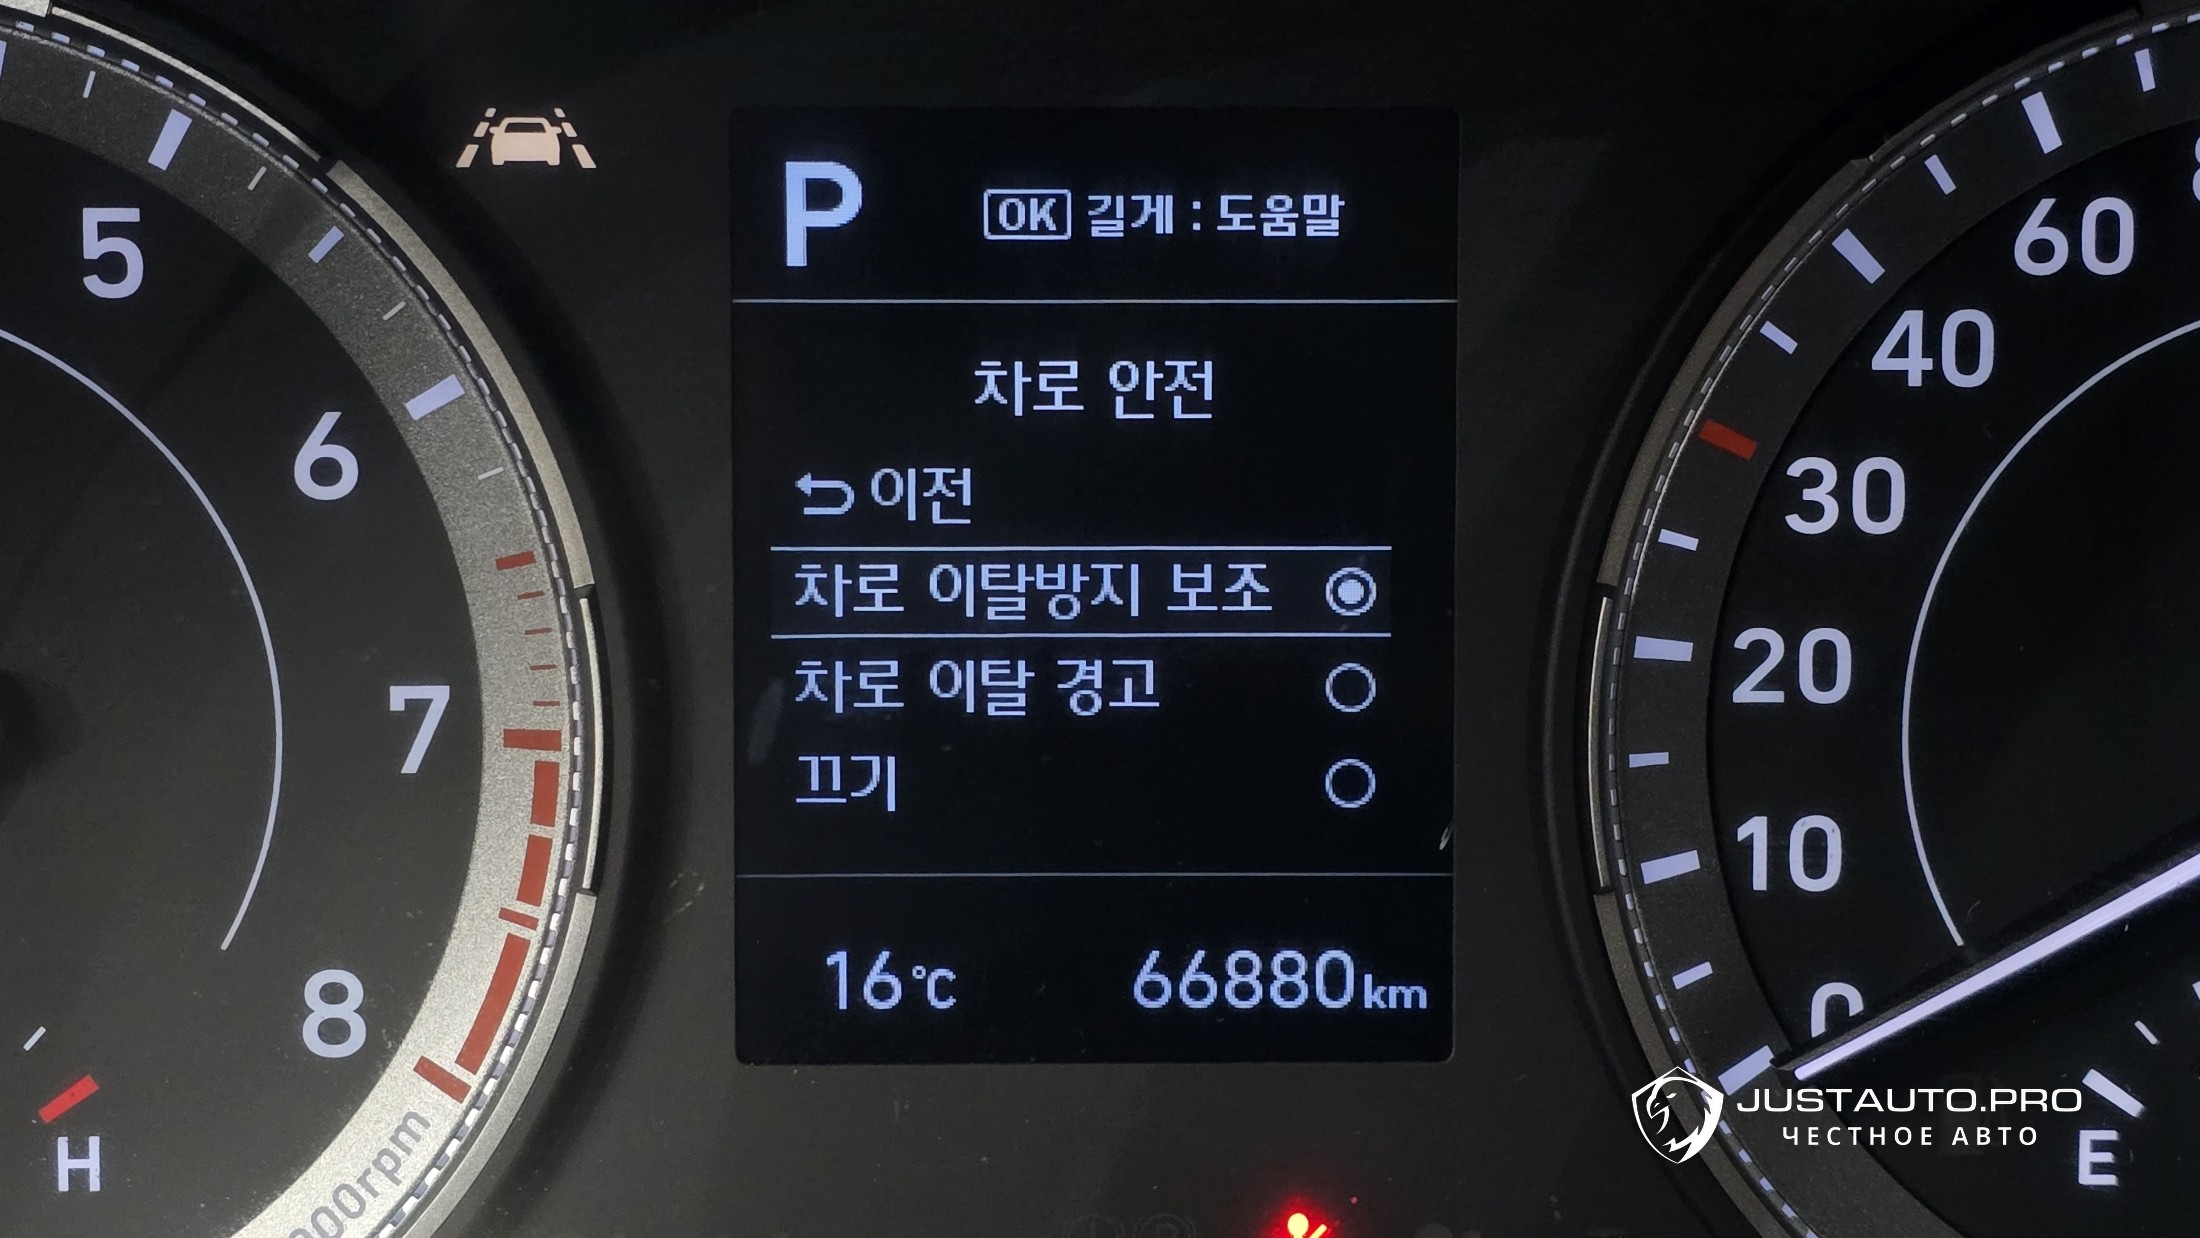 P
OK 길게 : 도움말
차로 안전
이전
차로 이탈방지 보조
차로 이탈 경고
끄기
16°C 66880km
5
6
7
8
H
60
40
30
20
10
0
E
JUSTAUTO.PRO
ЧЕСТНОЕ АВТО